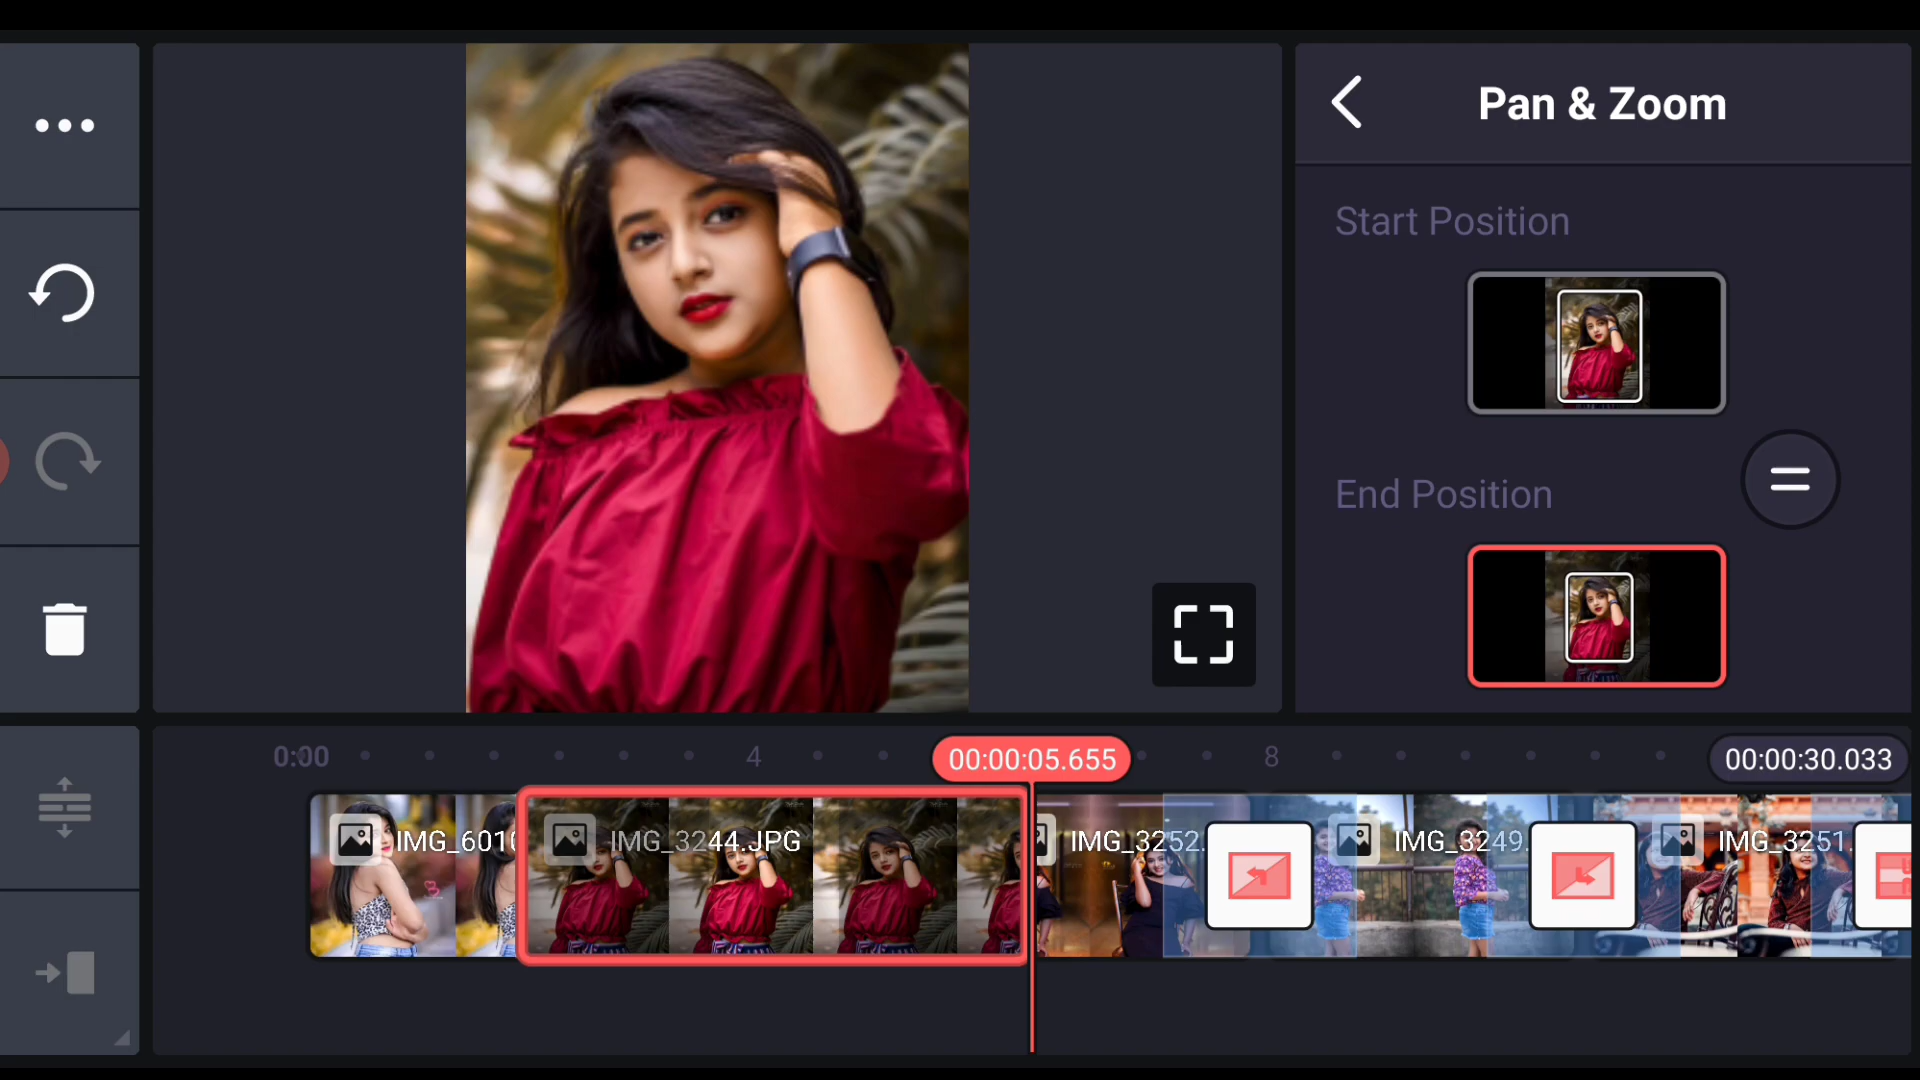 Pan & Zoom
Start Position
End Position
0:00
4
00:00:05.655
8
00:00:30.033
IMG_601
IMG_3244.JPG
IMG_3252.
IMG_3249.
IMG_3251.